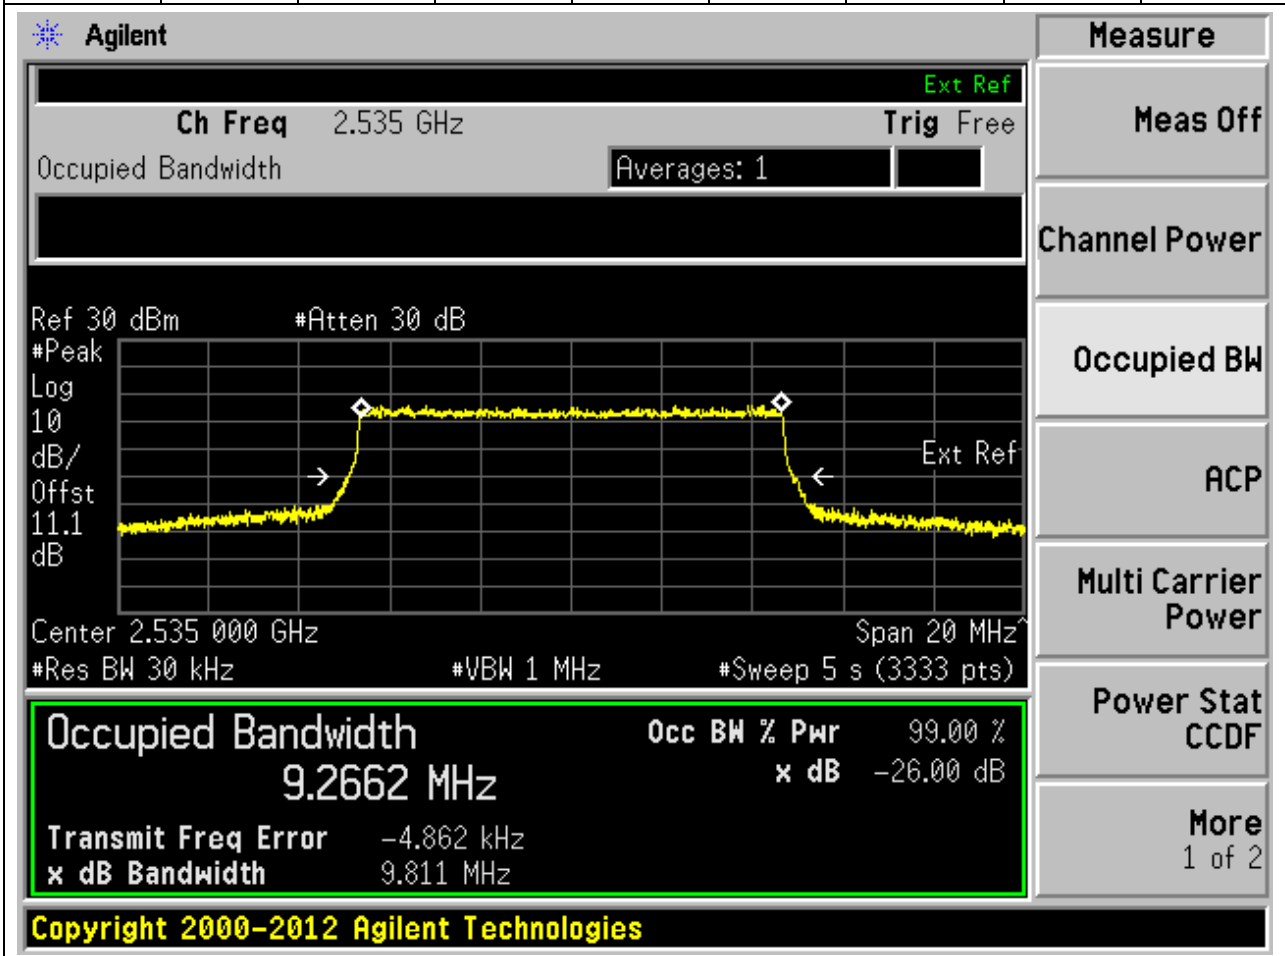 Agilent
Measure
Ext Ref
Ch Freq 2.535 GHz Trig Free
Meas Off
Occupied Bandwidth Averages: 1
Channel Power
Ref 30 dBm #Atten 30 dB
#Peak
Log
10
dB/
Offst
11.1
dB
Ext Ref
Occupied BW
ACP
Center 2.535 000 GHz Span 20 MHz^
#Res BW 30 kHz #VBW 1 MHz #Sweep 5 s (3333 pts)
Multi Carrier
Power
Occupied Bandwidth Occ BW % Pwr 99.00 %
9.2662 MHz x dB -26.00 dB
Transmit Freq Error -4.862 kHz
x dB Bandwidth 9.811 MHz
Power Stat
CCDF
More
1 of 2
Copyright 2000-2012 Agilent Technologies